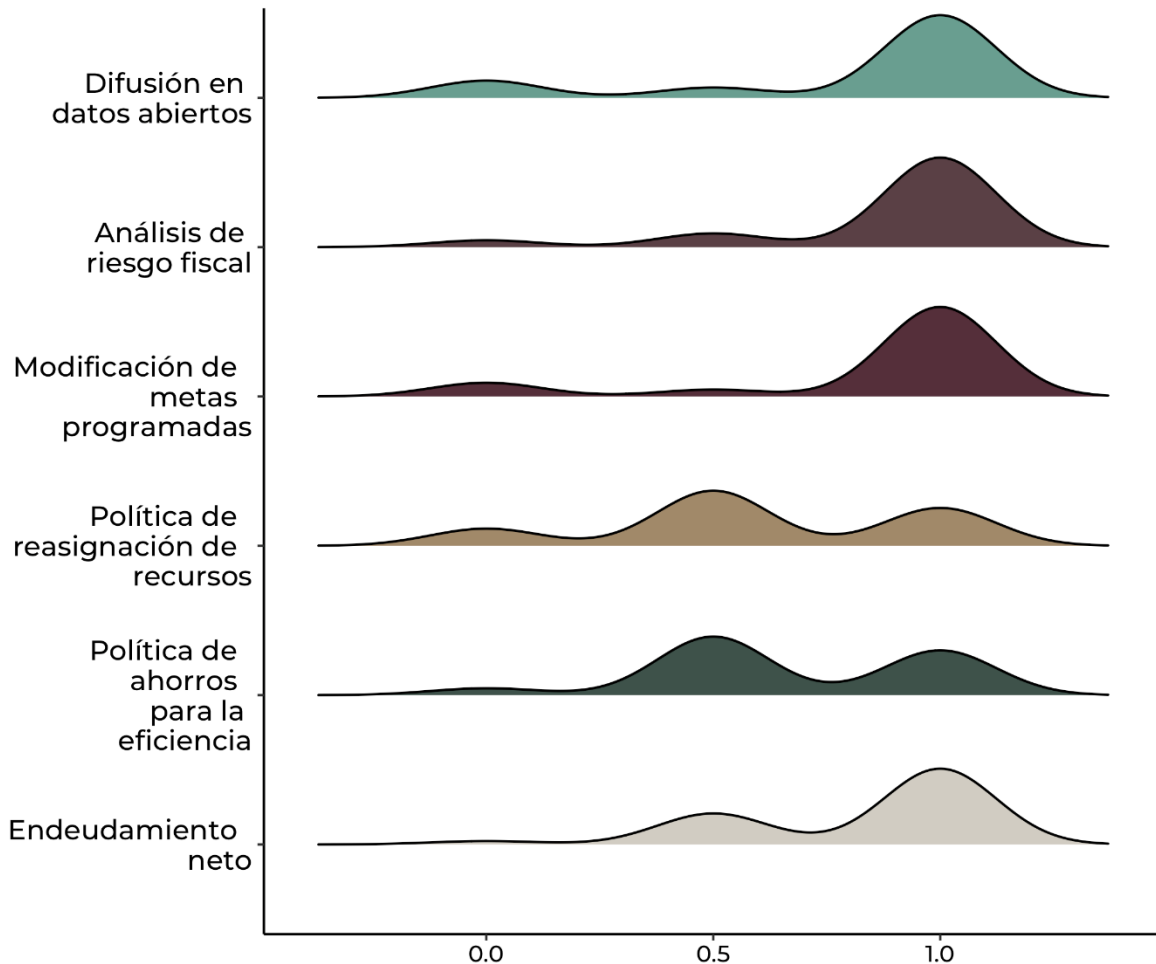 Difusión en
datos abiertos
Análisis de
riesgo fiscal
Modificación de
metas
programadas
Política de
reasignación de
recursos
Política de
ahorros
para la
eficiencia
Endeudamiento
neto
0.0 0.5 1.0